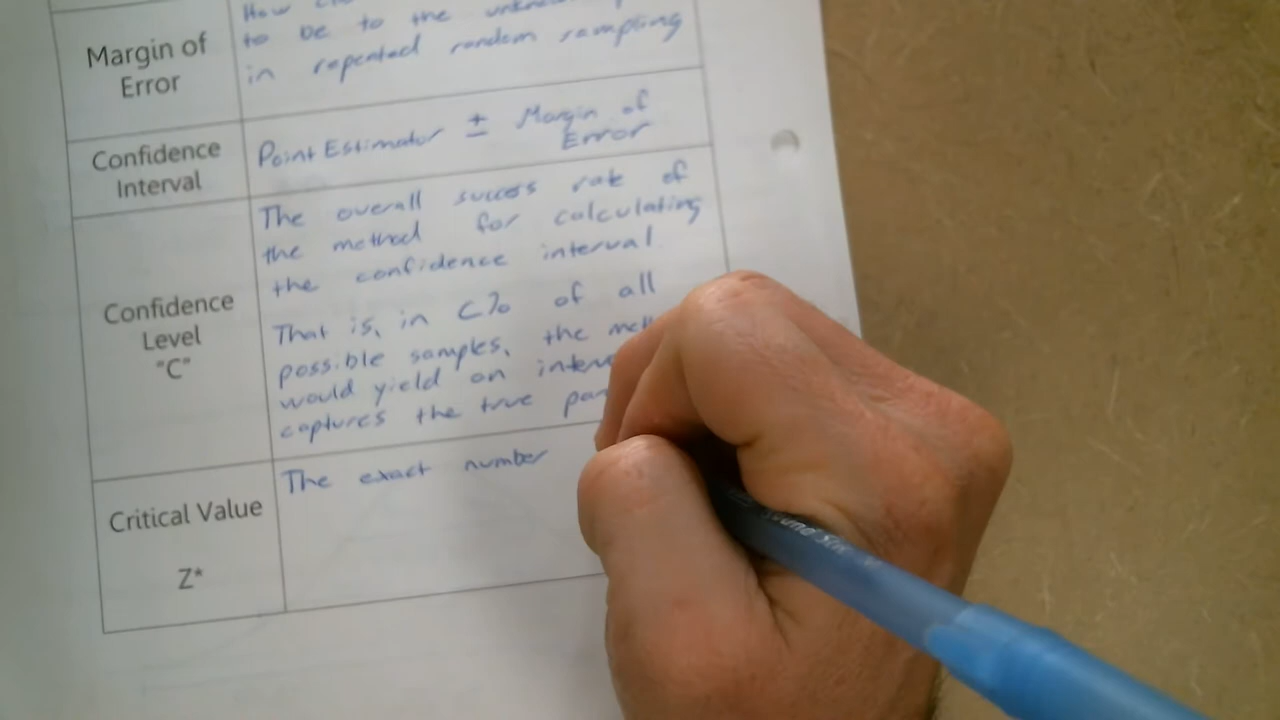 Margin of
Error
to be to the
in repeated random sampling
Confidence
Interval
Point Estimator ± Margin of
Error
Confidence
Level
"C"
The overall success rate of
the method for calculating
the confidence interval.
That is, in C% of all
possible samples, the
would yield an
captures the true
Critical Value
Z*
The exact number